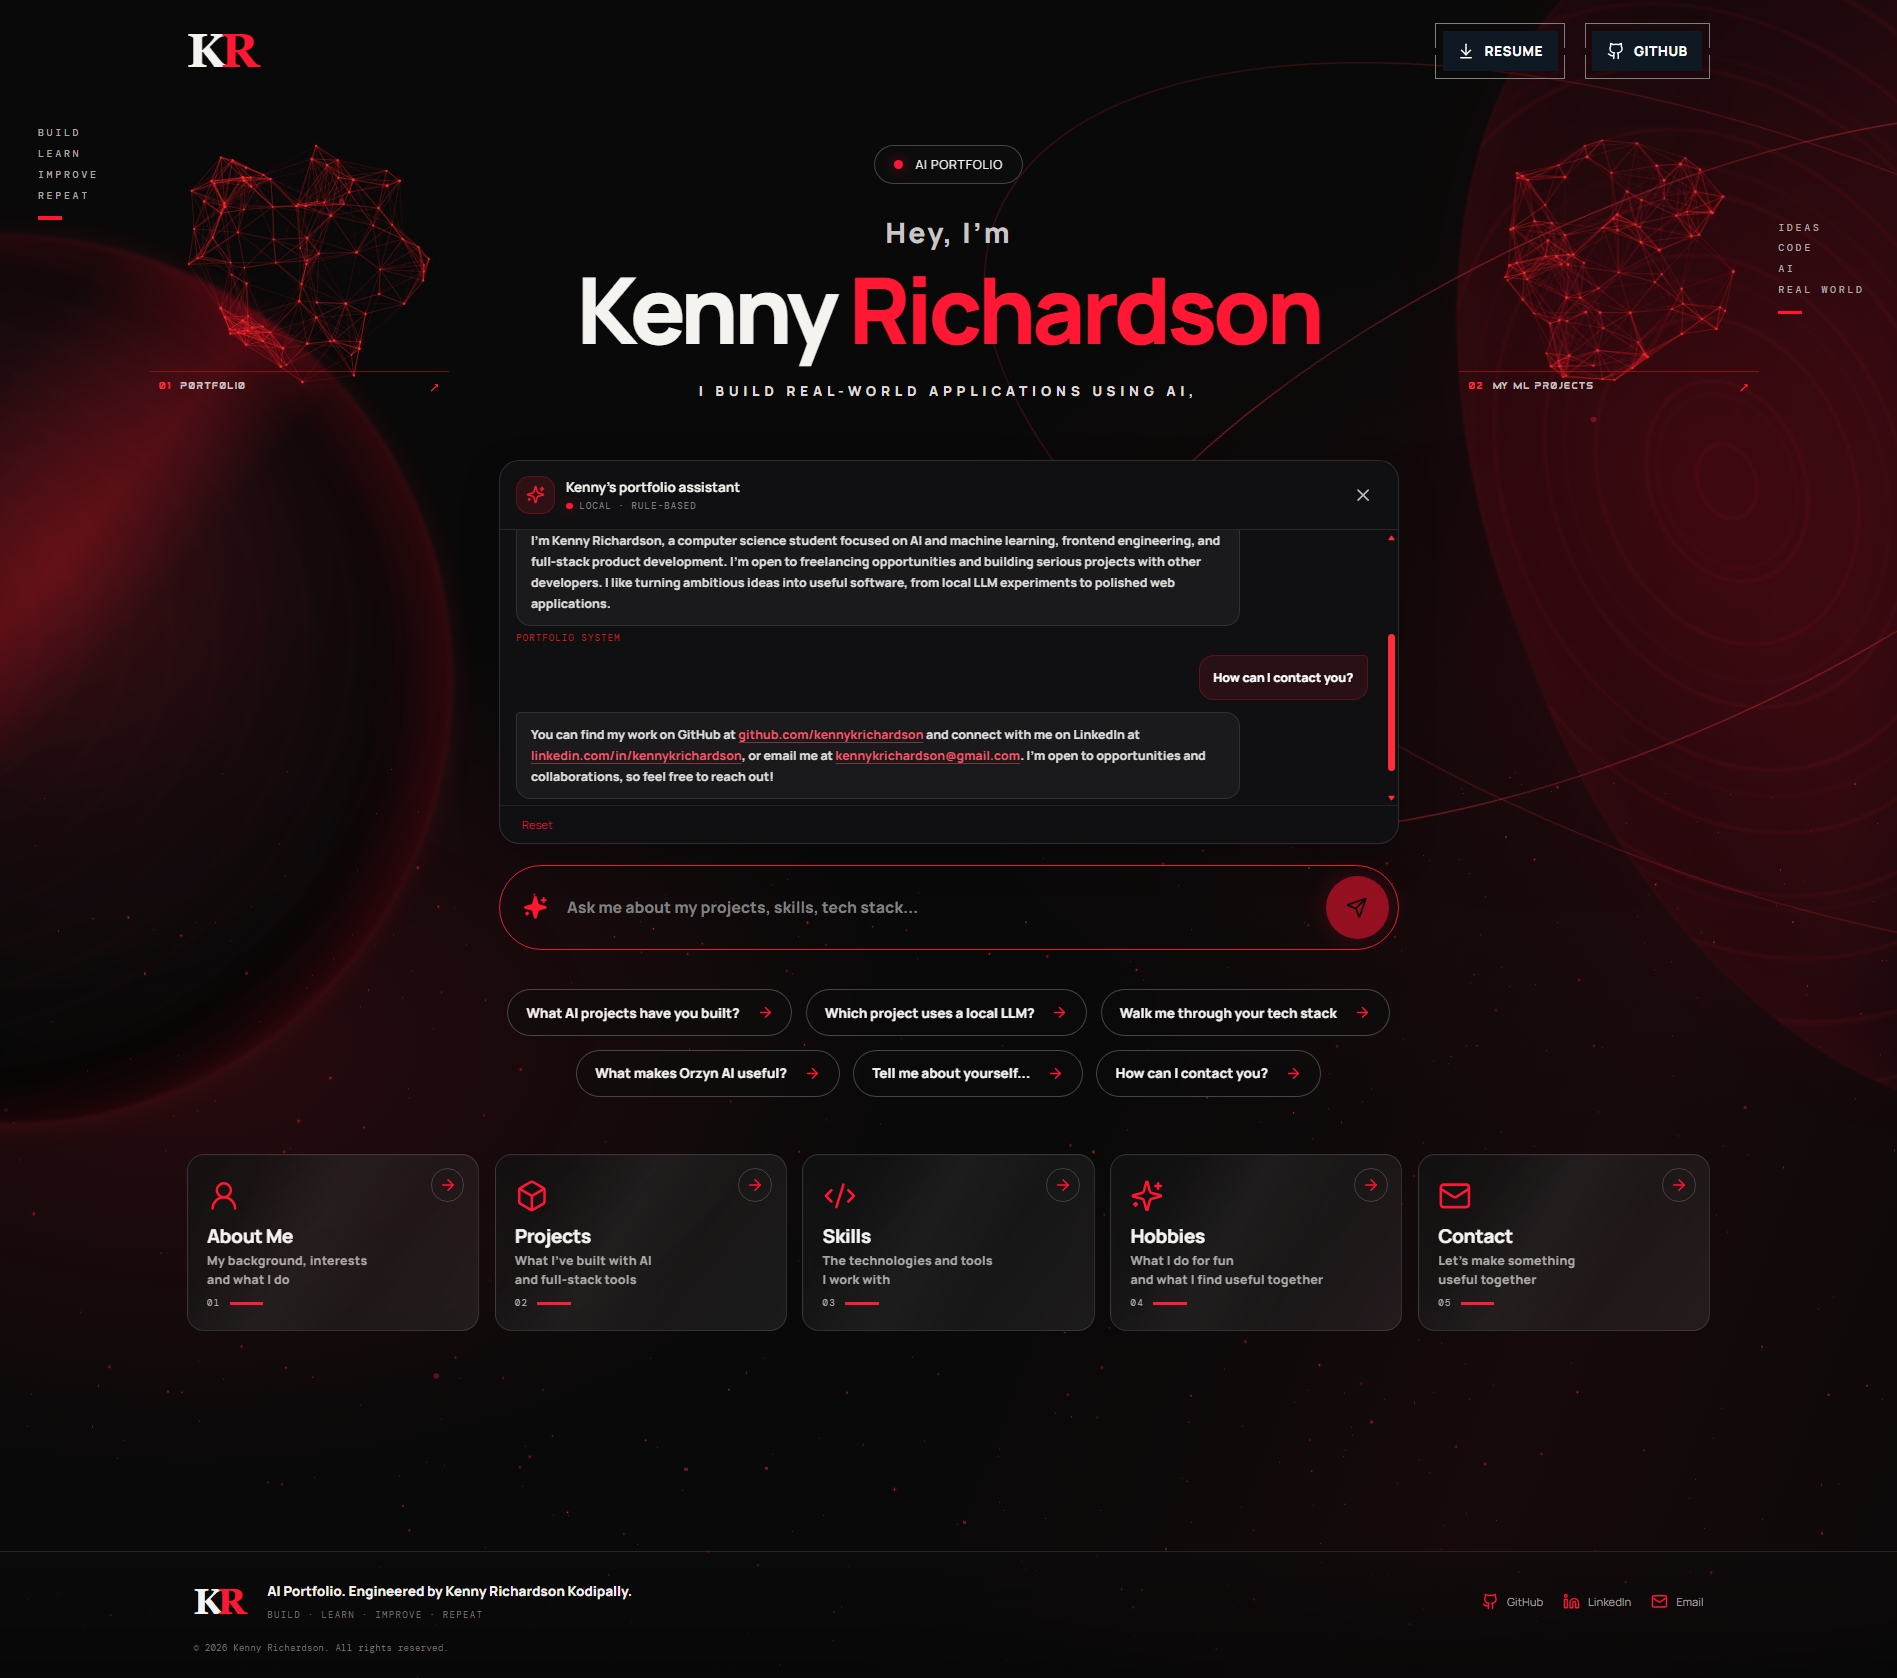 KR
RESUME
GITHUB
BUILD
LEARN
IMPROVE
REPEAT
AI PORTFOLIO
Hey, I'm
Kenny Richardson
I BUILD REAL-WORLD APPLICATIONS USING AI,
IDEAS
CODE
AI
REAL WORLD
01 PORTFOLIO ↗
02 MY ML PROJECTS ↗
Kenny's portfolio assistant
LOCAL · RULE-BASED
I'm Kenny Richardson, a computer science student focused on AI and machine learning, frontend engineering, and
full-stack product development. I'm open to freelancing opportunities and building serious projects with other
developers. I like turning ambitious ideas into useful software, from local LLM experiments to polished web
applications.
PORTFOLIO SYSTEM
How can I contact you?
You can find my work on GitHub at github.com/kennykrichardson and connect with me on LinkedIn at
linkedin.com/in/kennykrichardson, or email me at kennykrichardson@gmail.com. I'm open to opportunities and
collaborations, so feel free to reach out!
Reset
Ask me about my projects, skills, tech stack...
What AI projects have you built? →
Which project uses a local LLM? →
Walk me through your tech stack →
What makes Orzyn AI useful? →
Tell me about yourself... →
How can I contact you? →
About Me
My background, interests
and what I do
01
Projects
What I've built with AI
and full-stack tools
02
Skills
The technologies and tools
I work with
03
Hobbies
What I do for fun
and what I find useful together
04
Contact
Let's make something
useful together
05
KR
AI Portfolio. Engineered by Kenny Richardson Kodipally.
BUILD · LEARN · IMPROVE · REPEAT
GitHub
LinkedIn
Email
© 2026 Kenny Richardson. All rights reserved.